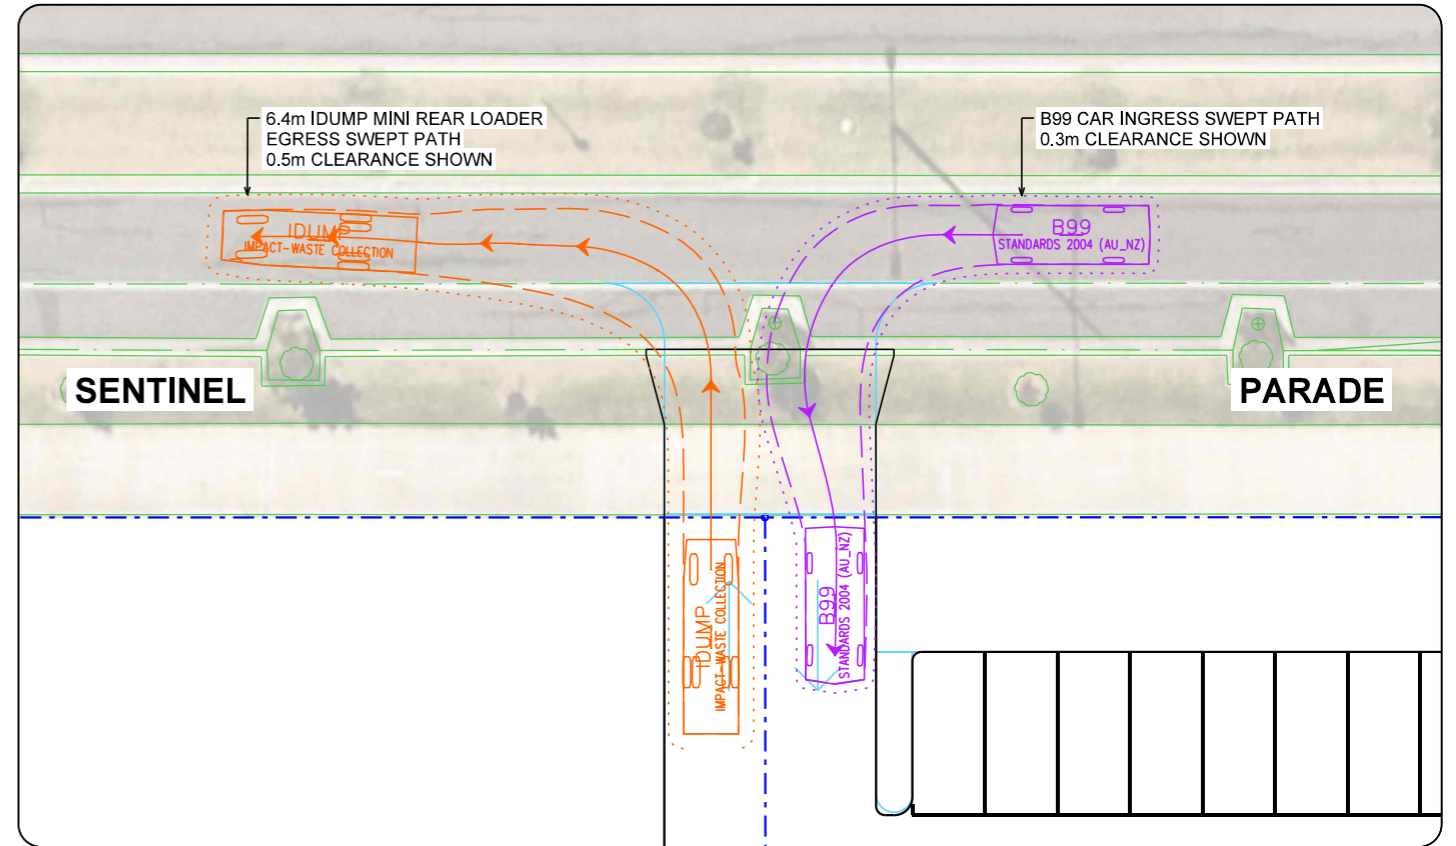 6.4m IDUMP MINI REAR LOADER
EGRESS SWEPT PATH
0.5m CLEARANCE SHOWN
B99 CAR INGRESS SWEPT PATH
0.3m CLEARANCE SHOWN
IDUMP
IMPACT-WASTE COLLECTION
B99
STANDARDS 2004 (AU_NZ)
SENTINEL
PARADE
IDUMP
IMPACT-WASTE COLLECTION
B99
STANDARDS 2004 (AU_NZ)